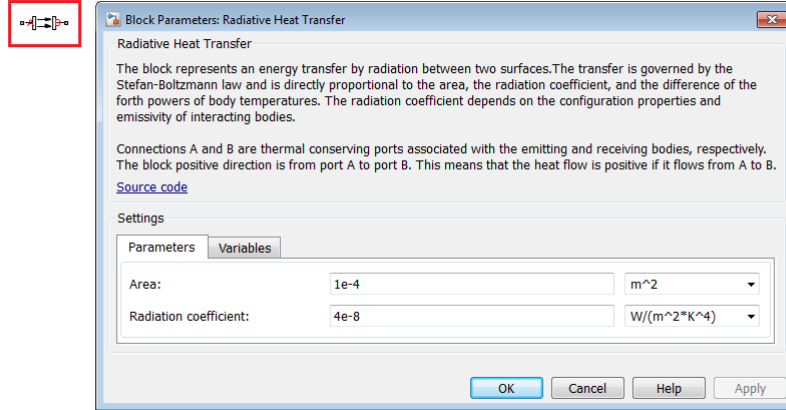 Block Parameters: Radiative Heat Transfer
Radiative Heat Transfer
The block represents an energy transfer by radiation between two surfaces.The transfer is governed by the
Stefan-Boltzmann law and is directly proportional to the area, the radiation coefficient, and the difference of the
forth powers of body temperatures. The radiation coefficient depends on the configuration properties and
emissivity of interacting bodies.
Connections A and B are thermal conserving ports associated with the emitting and receiving bodies, respectively.
The block positive direction is from port A to port B. This means that the heat flow is positive if it flows from A to B.
Source code
Settings
Parameters Variables
Area: 1e-4 m^2
Radiation coefficient: 4e-8 W/(m^2*K^4)
OK Cancel Help Apply